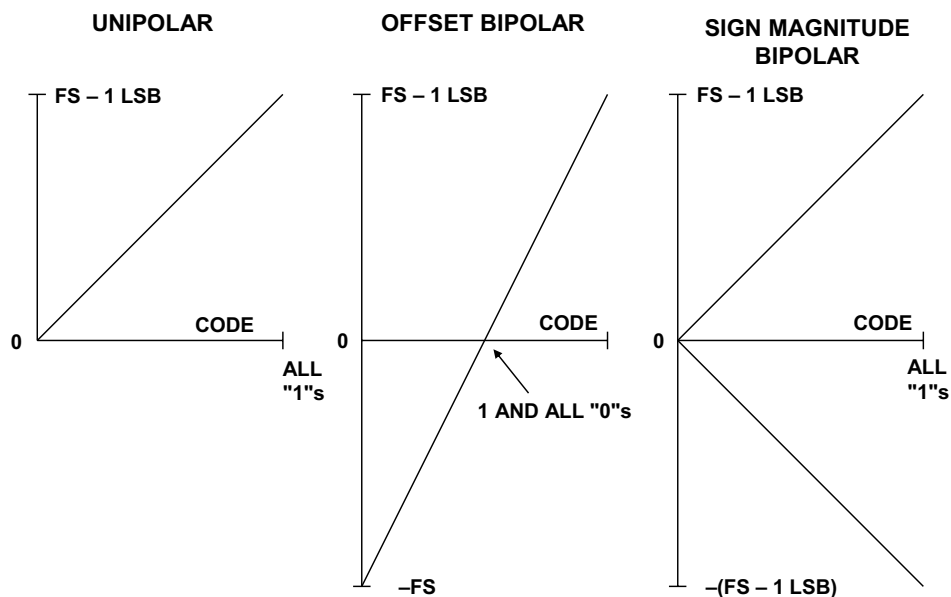 UNIPOLAR
FS – 1 LSB
CODE
0
ALL
"1"s
OFFSET BIPOLAR
FS – 1 LSB
CODE
0
1 AND ALL "0"s
–FS
SIGN MAGNITUDE
BIPOLAR
FS – 1 LSB
CODE
0
ALL
"1"s
–(FS – 1 LSB)